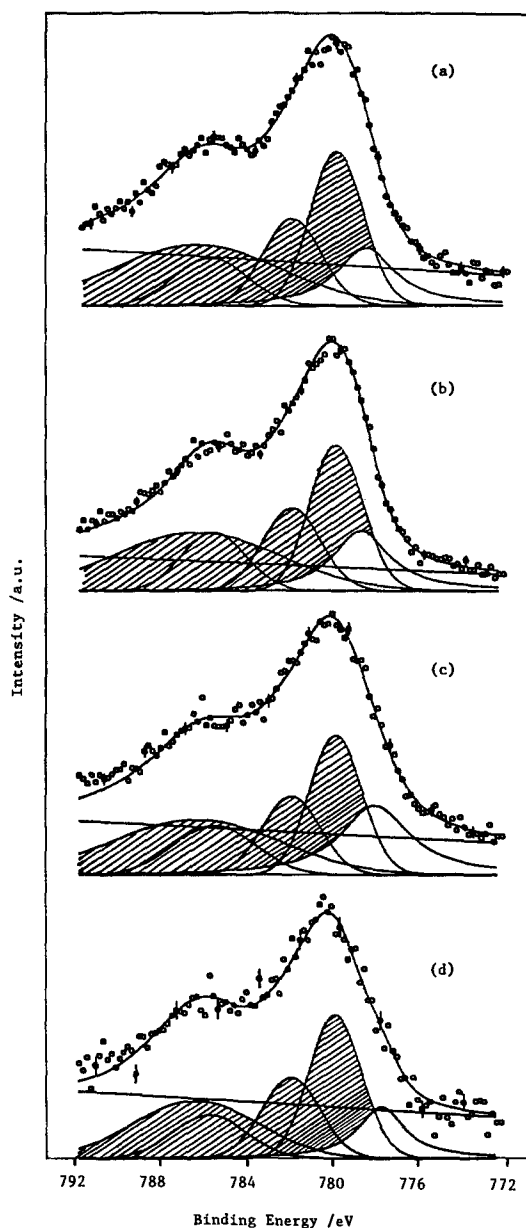 (a)
(b)
(c)
(d)
Intensity /a.u.
792 788 784 780 776 772
Binding Energy /eV